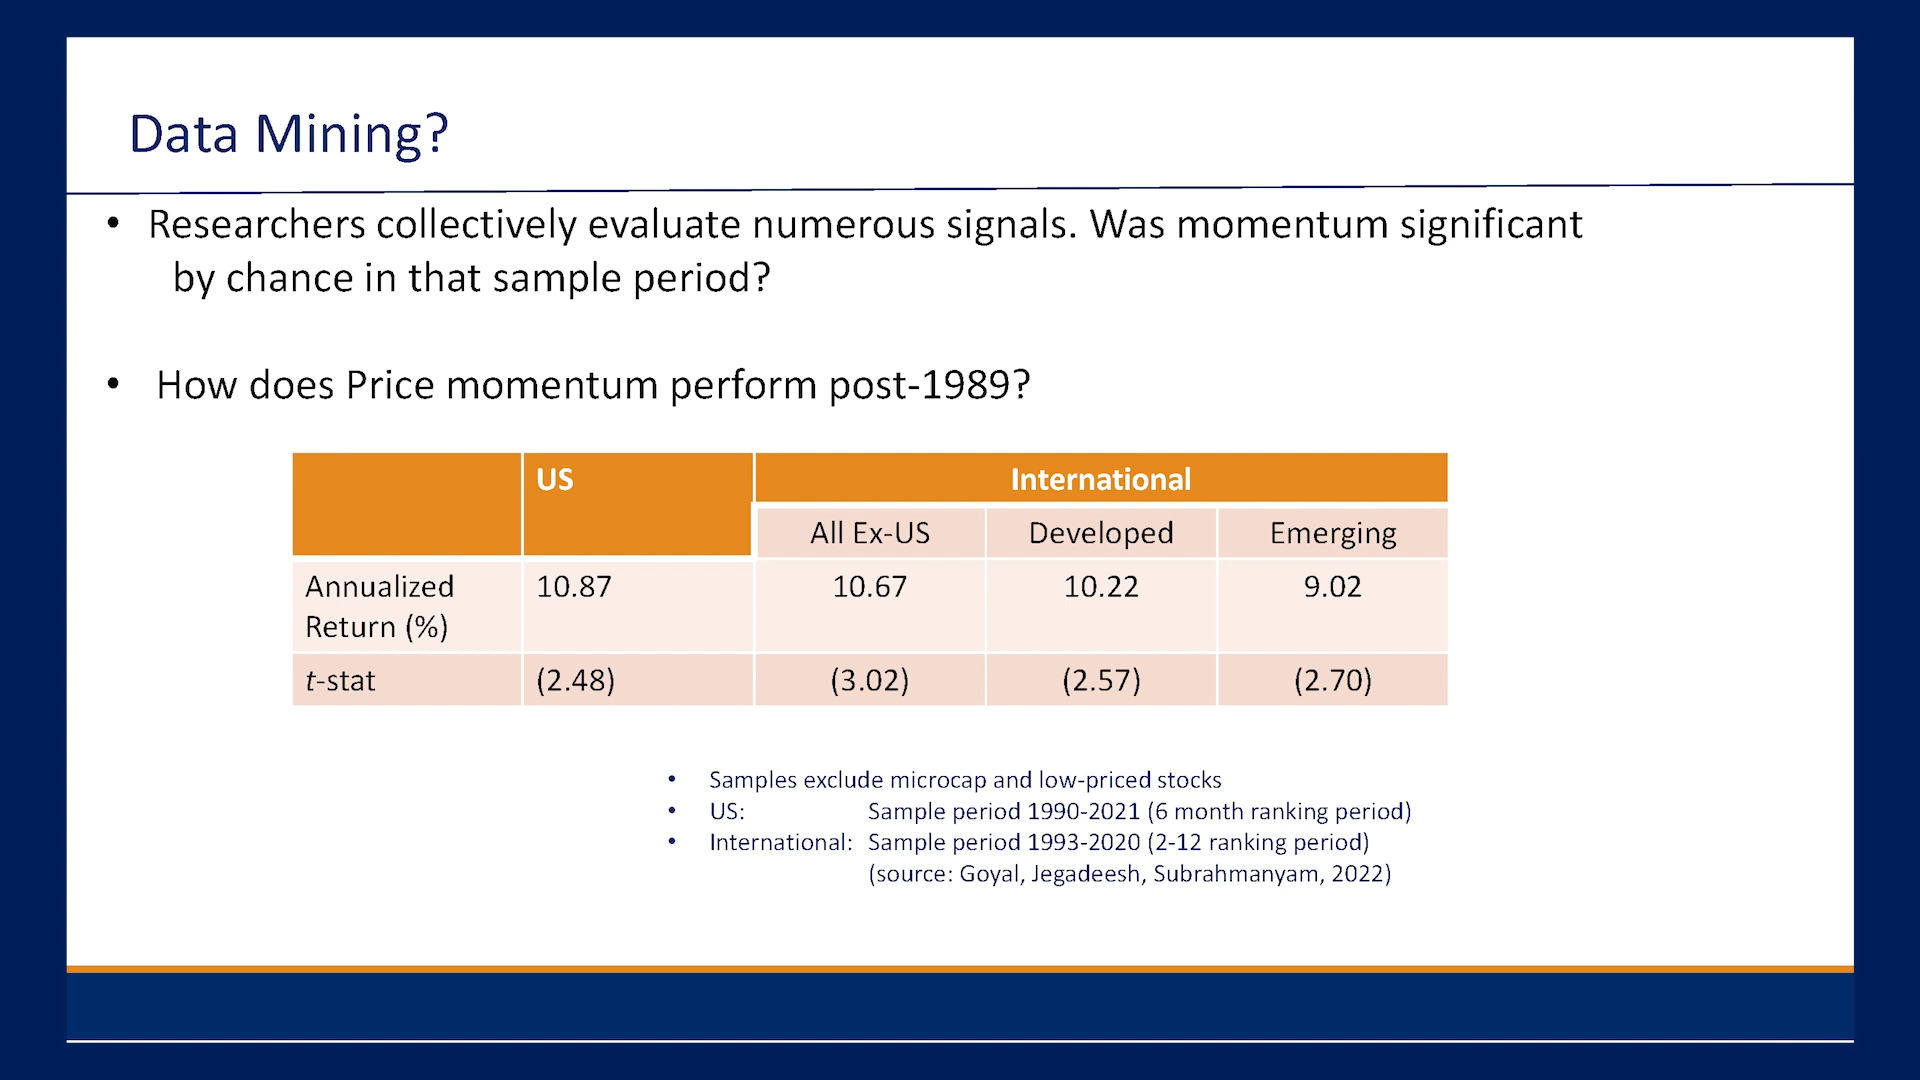 Data Mining?
• Researchers collectively evaluate numerous signals. Was momentum significant
by chance in that sample period?
• How does Price momentum perform post-1989?
US International
All Ex-US Developed Emerging
Annualized
Return (%) 10.87 10.67 10.22 9.02
t-stat (2.48) (3.02) (2.57) (2.70)
• Samples exclude microcap and low-priced stocks
• US: Sample period 1990-2021 (6 month ranking period)
• International: Sample period 1993-2020 (2-12 ranking period)
(source: Goyal, Jegadeesh, Subrahmanyam, 2022)